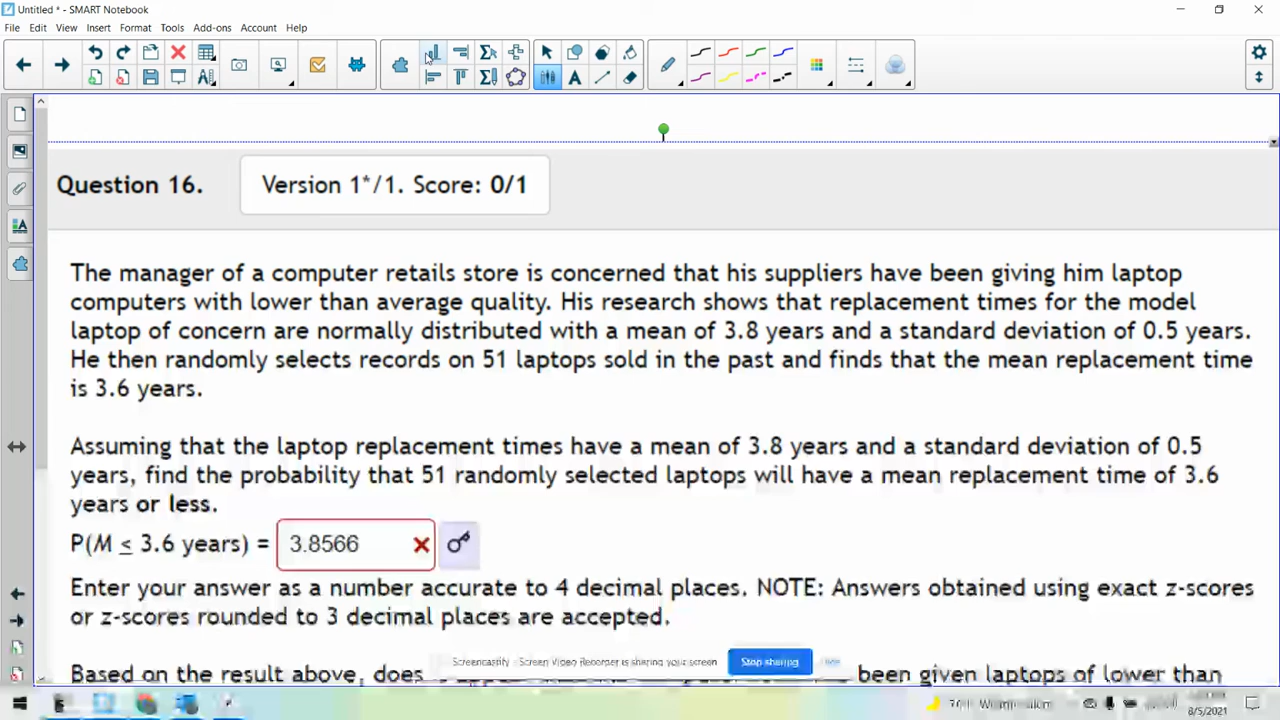 Untitled * - SMART Notebook
File Edit View Insert Format Tools Add-ons Account Help
Question 16.
Version 1*/1. Score: 0/1
The manager of a computer retails store is concerned that his suppliers have been giving him laptop
computers with lower than average quality. His research shows that replacement times for the model
laptop of concern are normally distributed with a mean of 3.8 years and a standard deviation of 0.5 years.
He then randomly selects records on 51 laptops sold in the past and finds that the mean replacement time
is 3.6 years.
Assuming that the laptop replacement times have a mean of 3.8 years and a standard deviation of 0.5
years, find the probability that 51 randomly selected laptops will have a mean replacement time of 3.6
years or less.
P(M ≤ 3.6 years) = 3.8566
Enter your answer as a number accurate to 4 decimal places. NOTE: Answers obtained using exact z-scores
or z-scores rounded to 3 decimal places are accepted.
Screencastify - Screen Video Recorder is sharing your screen Stop sharing Hide
Based on the result above, does been given laptops of lower than
8/5/2021